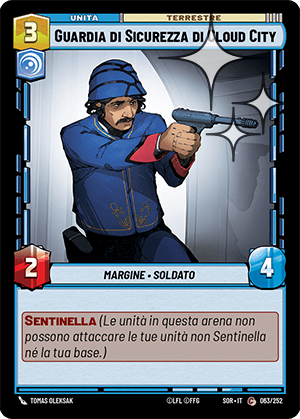 UNITÀ
TERRESTRE
3
GUARDIA DI SICUREZZA DI CLOUD CITY
2
4
MARGINE • SOLDATO
SENTINELLA (Le unità in questa arena non
possono attaccare le tue unità non Sentinella
né la tua base.)
TOMAS OLEKSAK
©LFL ©FFG
SOR • IT
C
063/252